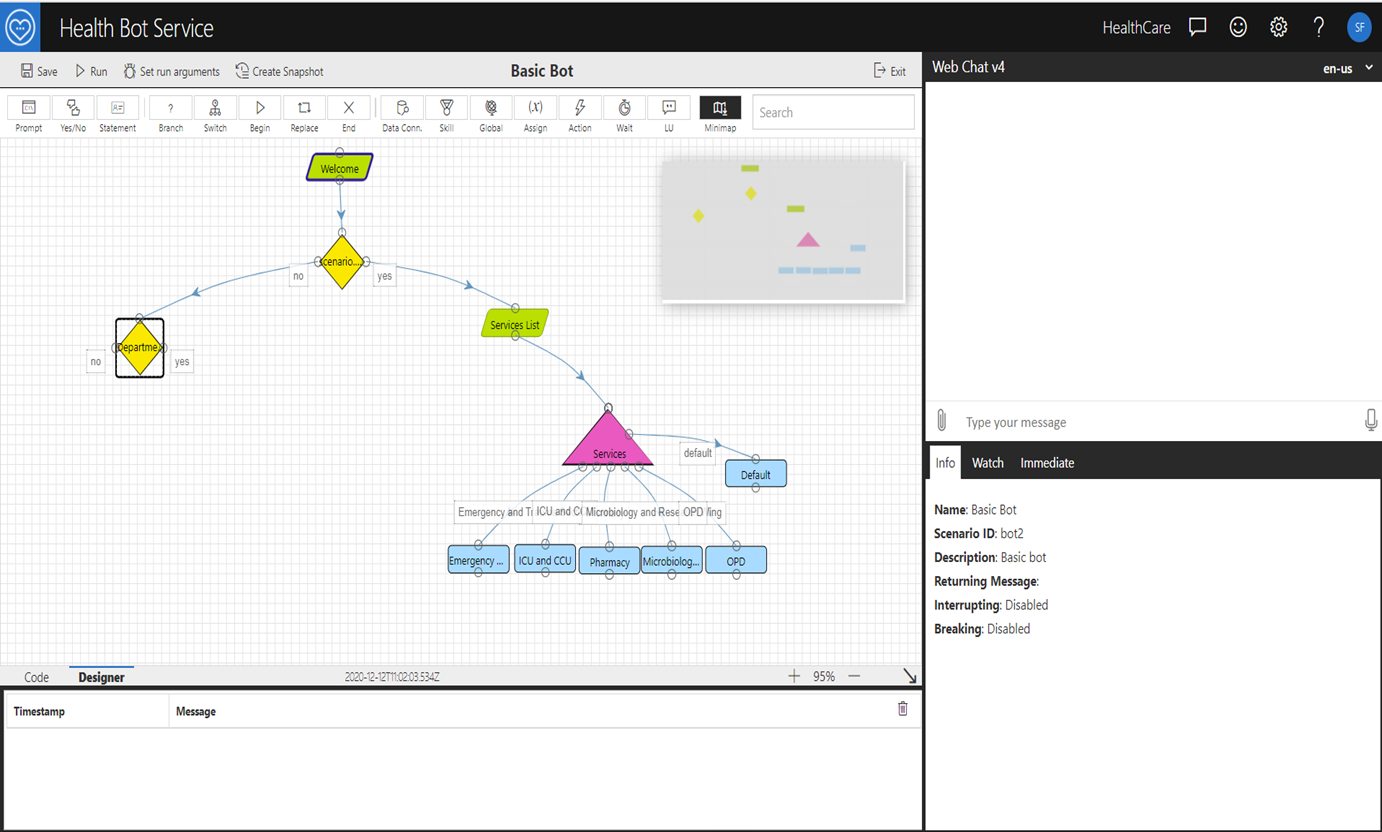 Health Bot Service
HealthCare
? SF
Save Run Set run arguments Create Snapshot
Basic Bot
Exit
Prompt Yes/No Statement Branch Switch Begin Replace End Data Conn. Skill Global Assign Action Wait LU Minimap
Search
Welcome
scenario....
no
yes
Services List
Departme...
no
yes
Services
default
Default
Emergency and
ICU and
Microbiology and Rese
OPD
Emergency ...
ICU and CCU
Pharmacy
Microbiolog...
OPD
Code Designer
2020-12-12T11:02:03.534Z
95%
Timestamp Message
Web Chat v4
en-us
Type your message
Info Watch Immediate
Name: Basic Bot
Scenario ID: bot2
Description: Basic bot
Returning Message:
Interrupting: Disabled
Breaking: Disabled